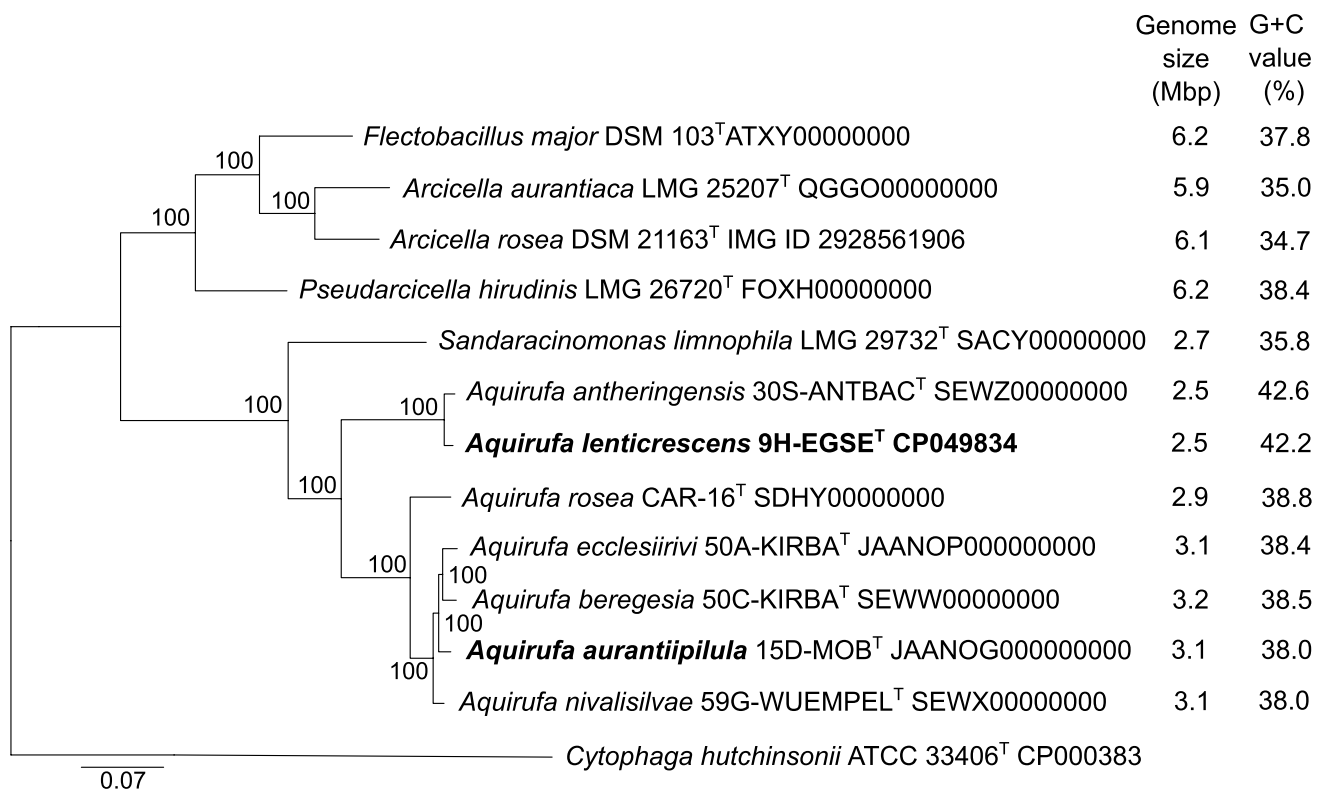 Genome G+C
size value
(Mbp) (%)
100
Flectobacillus major DSM 103ᵀATXY00000000 6.2 37.8
100
100
Arcicella aurantiaca LMG 25207ᵀ QGGO00000000 5.9 35.0
Arcicella rosea DSM 21163ᵀ IMG ID 2928561906 6.1 34.7
Pseudarcicella hirudinis LMG 26720ᵀ FOXH00000000 6.2 38.4
Sandaracinomonas limnophila LMG 29732ᵀ SACY00000000 2.7 35.8
100
100
Aquirufa antheringensis 30S-ANTBACᵀ SEWZ00000000 2.5 42.6
Aquirufa lenticrescens 9H-EGSEᵀ CP049834 2.5 42.2
100
Aquirufa rosea CAR-16ᵀ SDHY00000000 2.9 38.8
100
Aquirufa ecclesiirivi 50A-KIRBAᵀ JAANOP000000000 3.1 38.4
100
Aquirufa beregesia 50C-KIRBAᵀ SEWW00000000 3.2 38.5
100
Aquirufa aurantiipilula 15D-MOBᵀ JAANOG000000000 3.1 38.0
100
Aquirufa nivalisilvae 59G-WUEMPELᵀ SEWX00000000 3.1 38.0
Cytophaga hutchinsonii ATCC 33406ᵀ CP000383
0.07